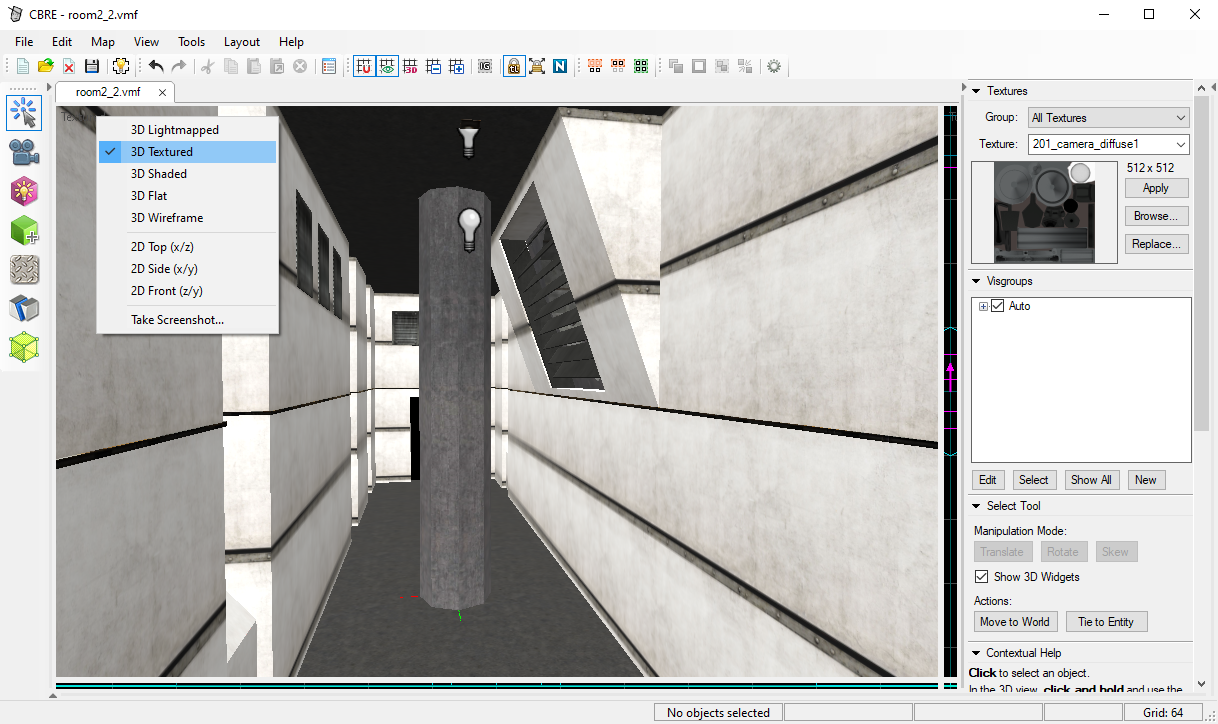 CBRE - room2_2.vmf
File Edit Map View Tools Layout Help
room2_2.vmf
3D Lightmapped
3D Textured
3D Shaded
3D Flat
3D Wireframe
2D Top (x/z)
2D Side (x/y)
2D Front (z/y)
Take Screenshot...
Textures
Group: All Textures
Texture: 201_camera_diffuse1
512 x 512
Apply
Browse...
Replace...
Visgroups
Auto
Edit Select Show All New
Select Tool
Manipulation Mode:
Translate Rotate Skew
Show 3D Widgets
Actions:
Move to World Tie to Entity
Contextual Help
Click to select an object.
In the 3D view, click and hold and use the
No objects selected
Grid: 64